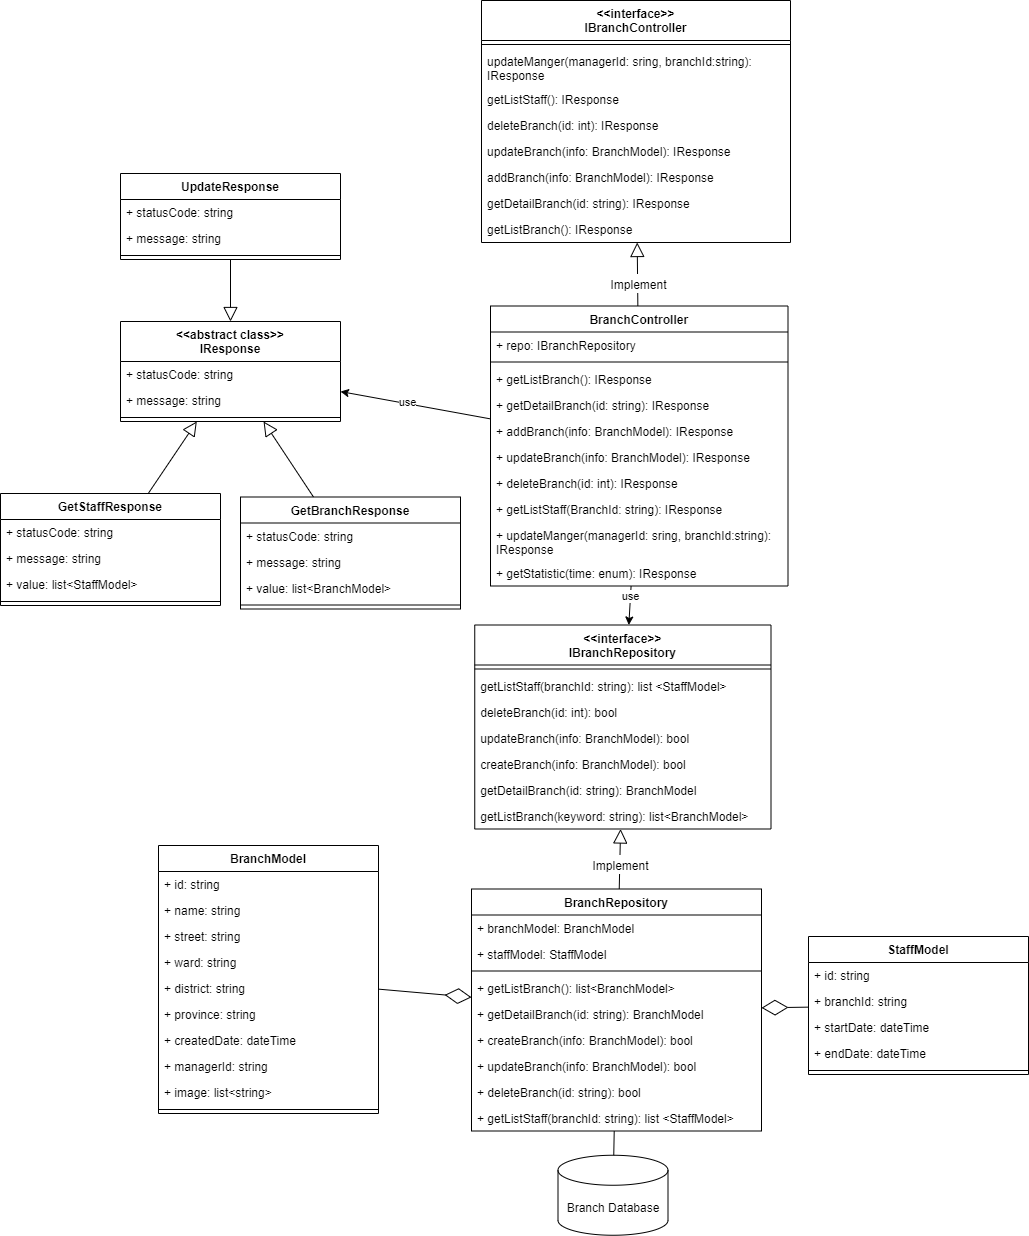 <<interface>>
IBranchController
updateManger(managerId: sring, branchId:string):
IResponse
getListStaff(): IResponse
deleteBranch(id: int): IResponse
updateBranch(info: BranchModel): IResponse
addBranch(info: BranchModel): IResponse
getDetailBranch(id: string): IResponse
getListBranch(): IResponse
UpdateResponse
+ statusCode: string
+ message: string
Implement
<<abstract class>>
IResponse
+ statusCode: string
+ message: string
use
BranchController
+ repo: IBranchRepository
+ getListBranch(): IResponse
+ getDetailBranch(id: string): IResponse
+ addBranch(info: BranchModel): IResponse
+ updateBranch(info: BranchModel): IResponse
+ deleteBranch(id: int): IResponse
+ getListStaff(BranchId: string): IResponse
+ updateManger(managerId: sring, branchId:string):
IResponse
+ getStatistic(time: enum): IResponse
GetStaffResponse
+ statusCode: string
+ message: string
+ value: list<StaffModel>
GetBranchResponse
+ statusCode: string
+ message: string
+ value: list<BranchModel>
use
<<interface>>
IBranchRepository
getListStaff(branchId: string): list <StaffModel>
deleteBranch(id: int): bool
updateBranch(info: BranchModel): bool
createBranch(info: BranchModel): bool
getDetailBranch(id: string): BranchModel
getListBranch(keyword: string): list<BranchModel>
Implement
BranchModel
+ id: string
+ name: string
+ street: string
+ ward: string
+ district: string
+ province: string
+ createdDate: dateTime
+ managerId: string
+ image: list<string>
BranchRepository
+ branchModel: BranchModel
+ staffModel: StaffModel
+ getListBranch(): list<BranchModel>
+ getDetailBranch(id: string): BranchModel
+ createBranch(info: BranchModel): bool
+ updateBranch(info: BranchModel): bool
+ deleteBranch(id: string): bool
+ getListStaff(branchId: string): list <StaffModel>
StaffModel
+ id: string
+ branchId: string
+ startDate: dateTime
+ endDate: dateTime
Branch Database